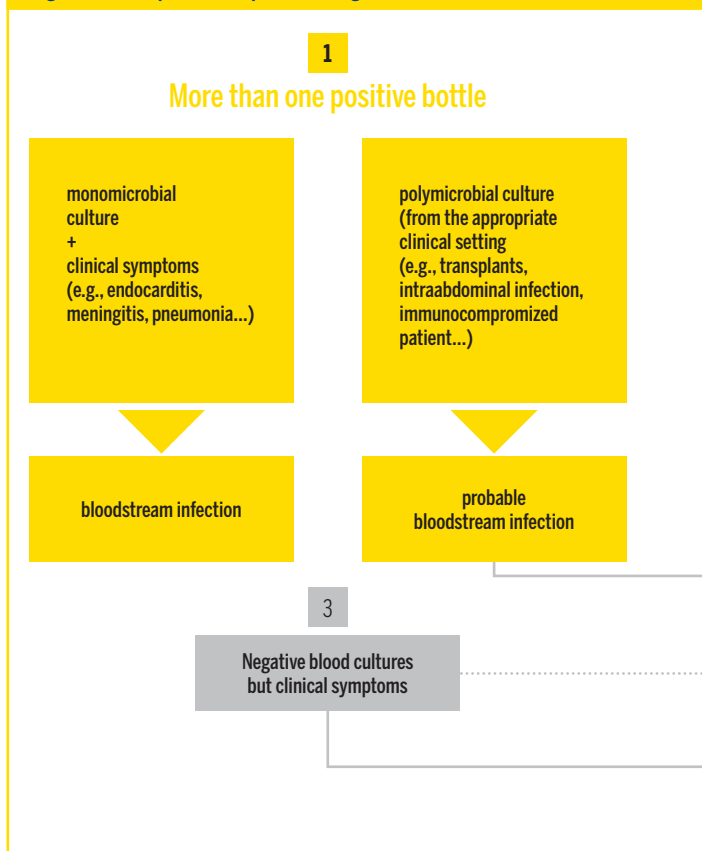 1
More than one positive bottle
monomicrobial
culture
+
clinical symptoms
(e.g., endocarditis,
meningitis, pneumonia...)
polymicrobial culture
(from the appropriate
clinical setting
(e.g., transplants,
intraabdominal infection,
immunocompromized
patient...)
bloodstream infection
probable
bloodstream infection
3
Negative blood cultures
but clinical symptoms